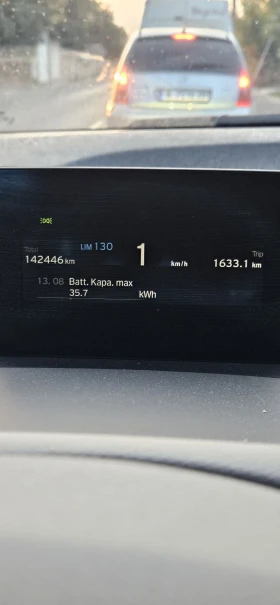 LIM 130
Total
142446 km
1 km/h
Trip
1633.1 km
13. 08 Batt. Kapa. max
35.7 kWh